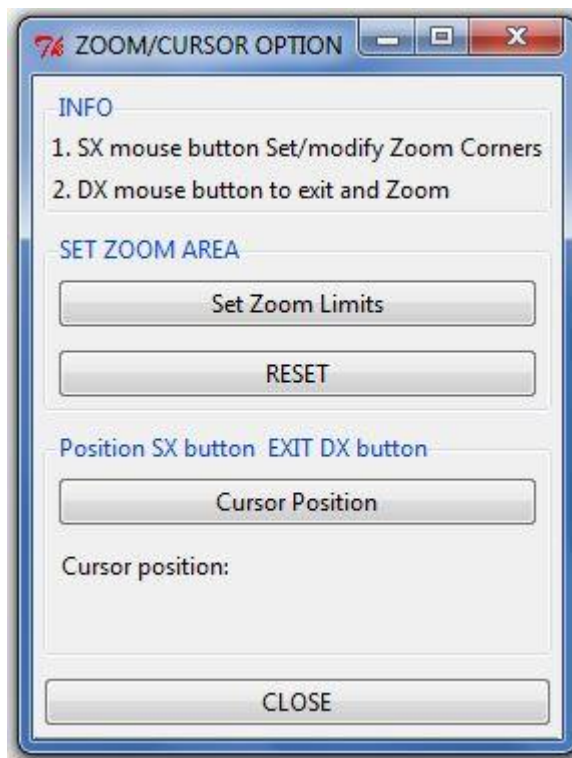 ZOOM/CURSOR OPTION
INFO
1. SX mouse button Set/modify Zoom Corners
2. DX mouse button to exit and Zoom
SET ZOOM AREA
Set Zoom Limits
RESET
Position SX button EXIT DX button
Cursor Position
Cursor position:
CLOSE